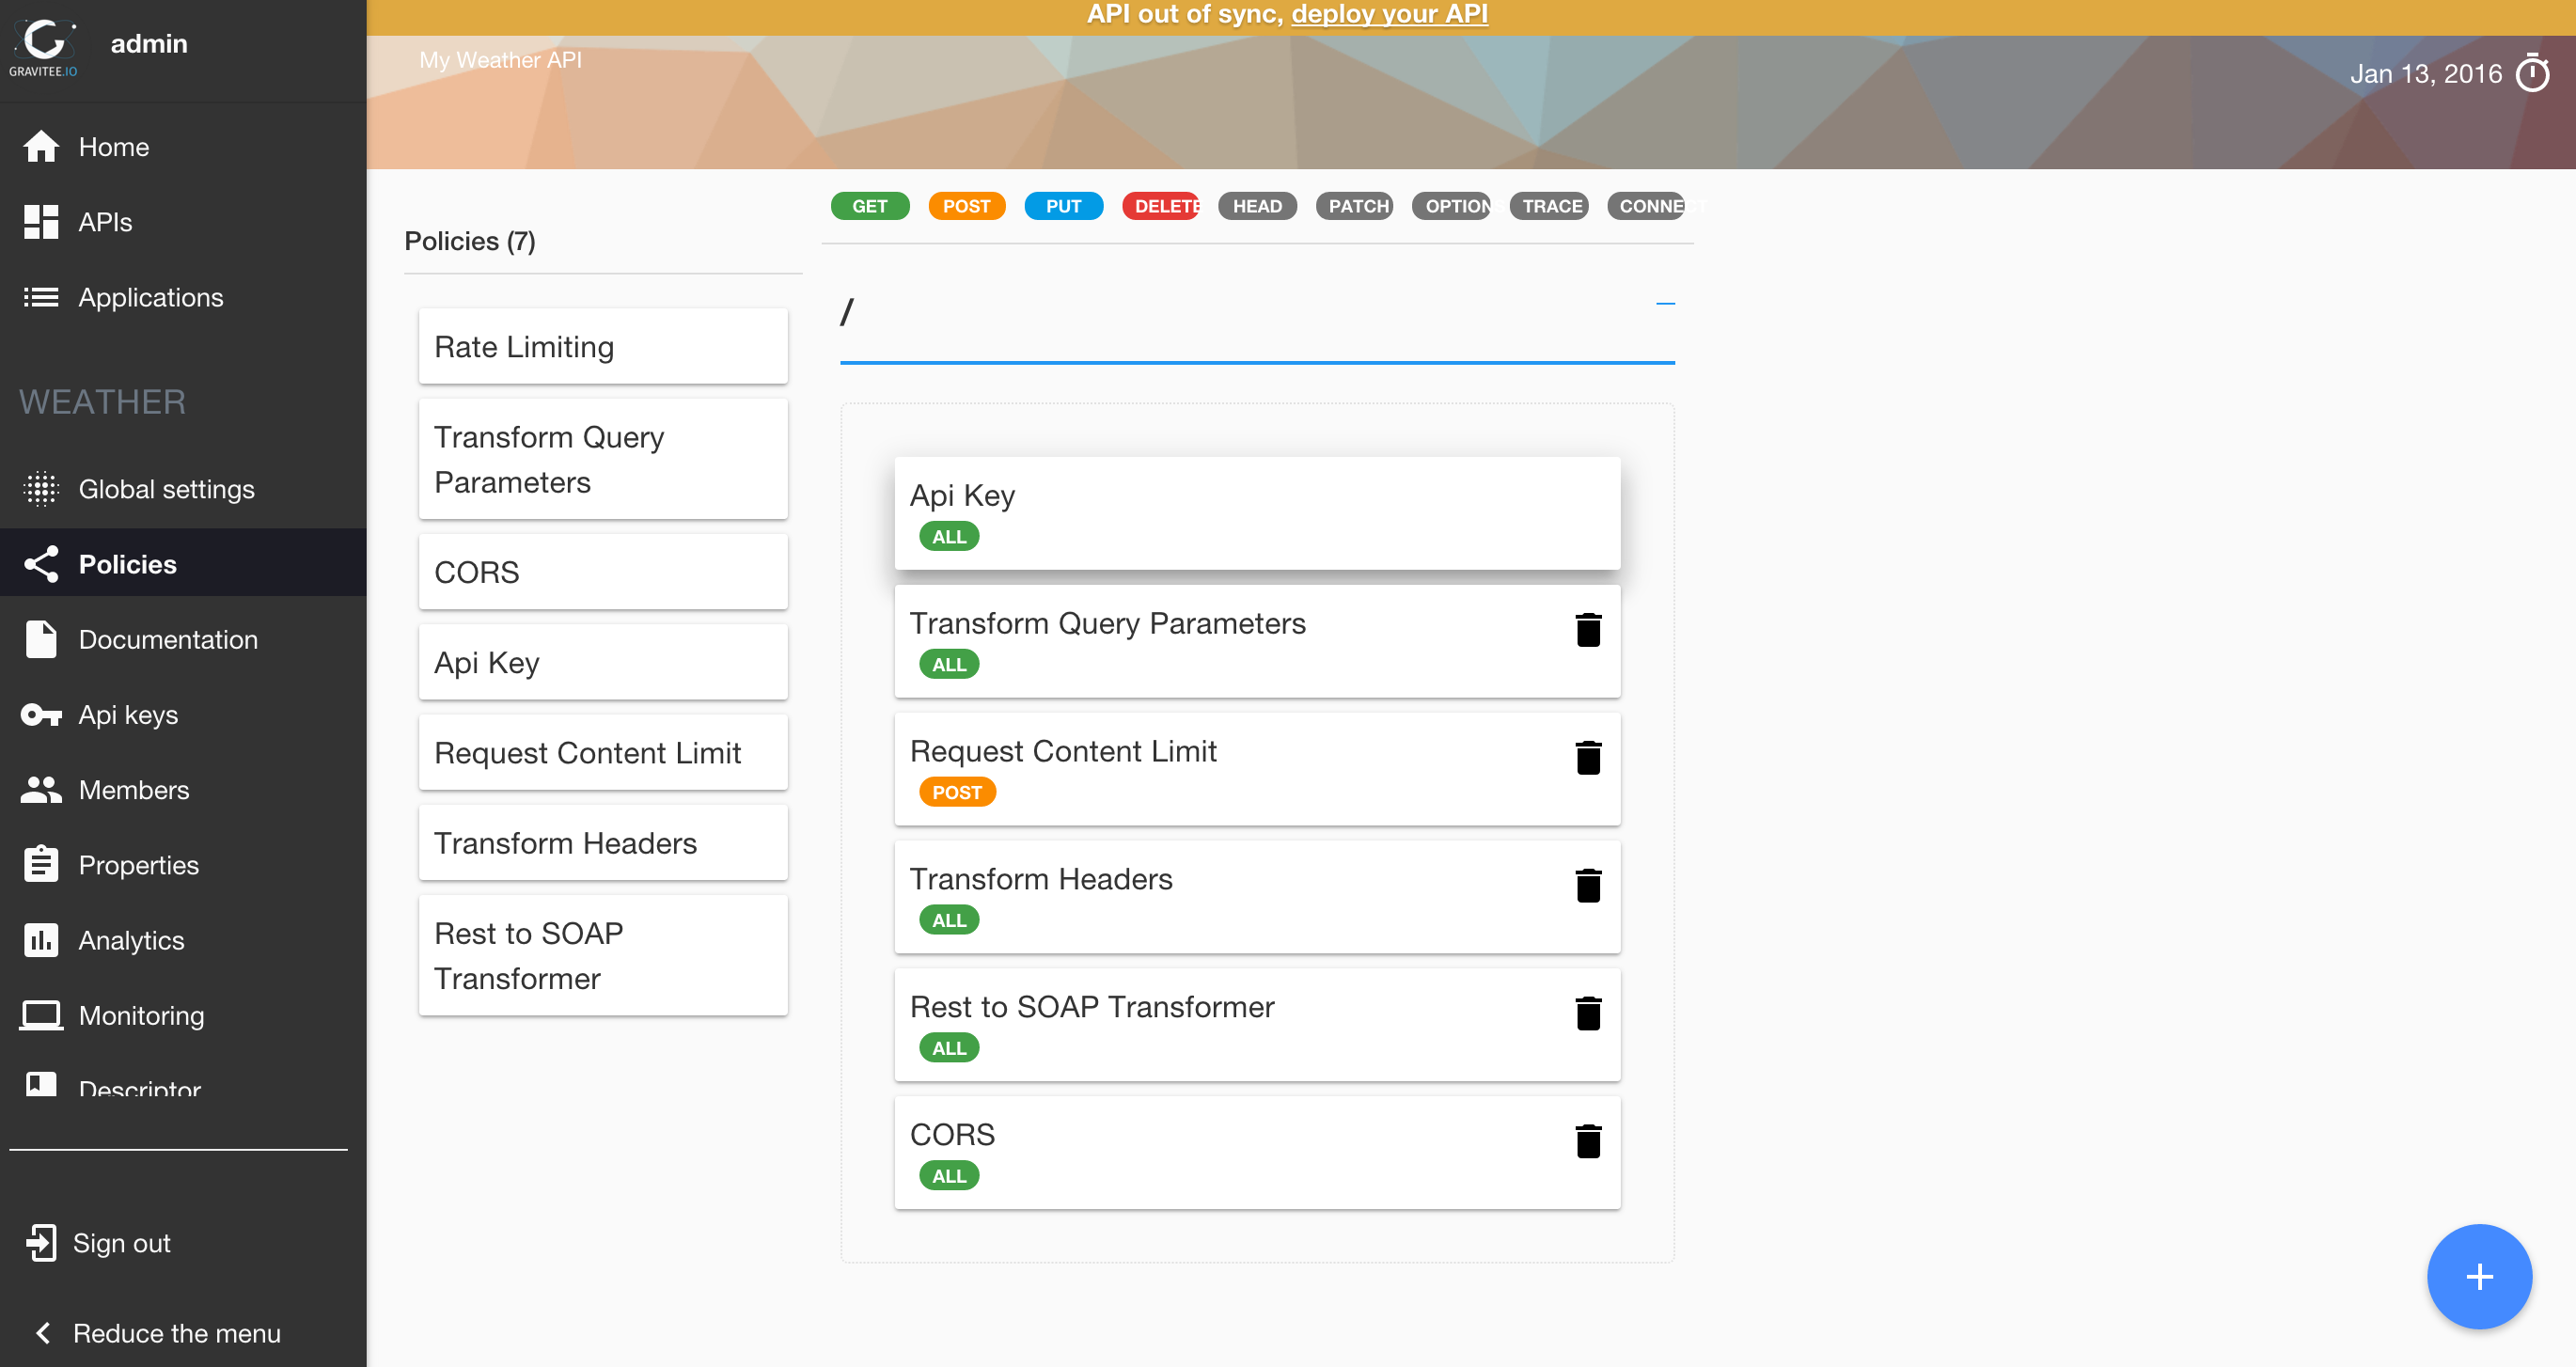 GRAVITEE.IO
admin
Home
APIs
Applications
WEATHER
Global settings
Policies
Documentation
Api keys
Members
Properties
Analytics
Monitoring
Descriptor
Sign out
Reduce the menu
API out of sync, deploy your API
My Weather API
Jan 13, 2016
Policies (7)
Rate Limiting
Transform Query
Parameters
CORS
Api Key
Request Content Limit
Transform Headers
Rest to SOAP
Transformer
GET POST PUT DELETE HEAD PATCH OPTIONS TRACE CONNECT
/
Api Key
ALL
Transform Query Parameters
ALL
Request Content Limit
POST
Transform Headers
ALL
Rest to SOAP Transformer
ALL
CORS
ALL